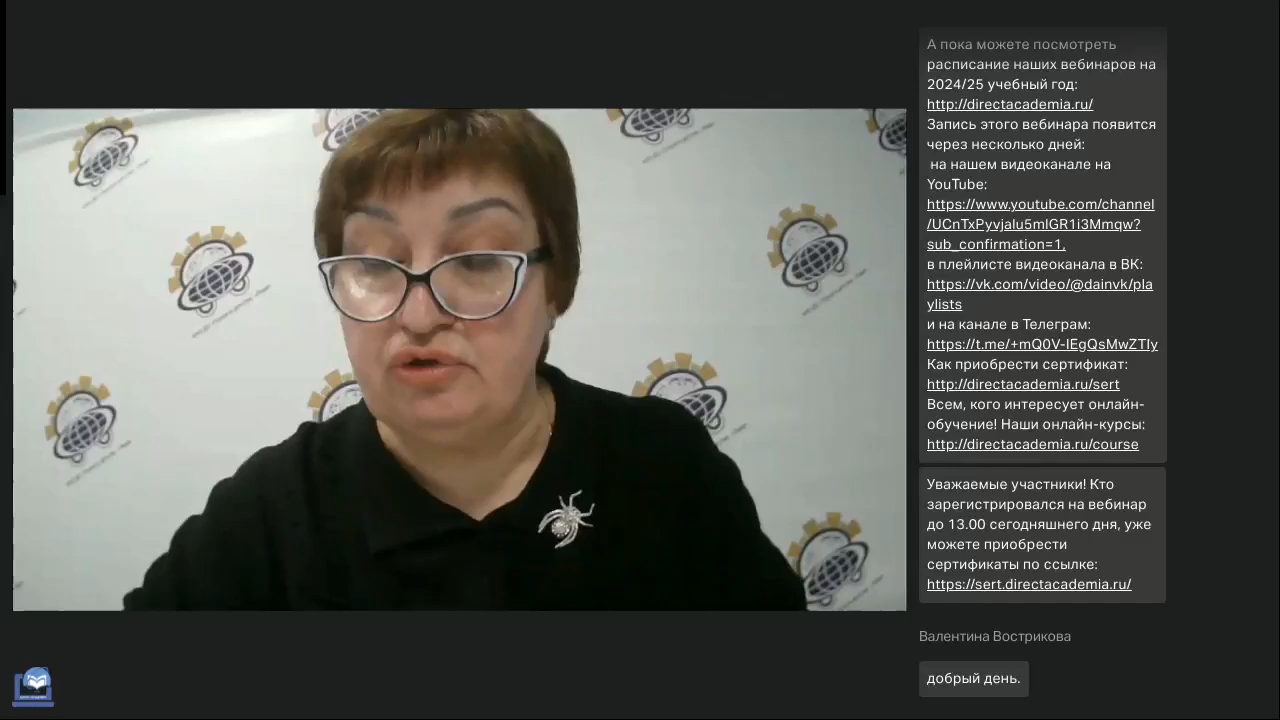 А пока можете посмотреть
расписание наших вебинаров на
2024/25 учебный год:
http://directacademia.ru/
Запись этого вебинара появится
через несколько дней:
на нашем видеоканале на
YouTube:
https://www.youtube.com/channel
/UCnTxPyvjalu5mIGR1i3Mmqw?
sub_confirmation=1,
в плейлисте видеоканала в ВК:
https://vk.com/video/@dainvk/pla
ylists
и на канале в Телеграм:
https://t.me/+mQ0V-IEgQsMwZTIy
Как приобрести сертификат:
http://directacademia.ru/sert
Всем, кого интересует онлайн-
обучение! Наши онлайн-курсы:
http://directacademia.ru/course
Уважаемые участники! Кто
зарегистрировался на вебинар
до 13.00 сегодняшнего дня, уже
можете приобрести
сертификаты по ссылке:
https://sert.directacademia.ru/
Валентина Вострикова
добрый день.